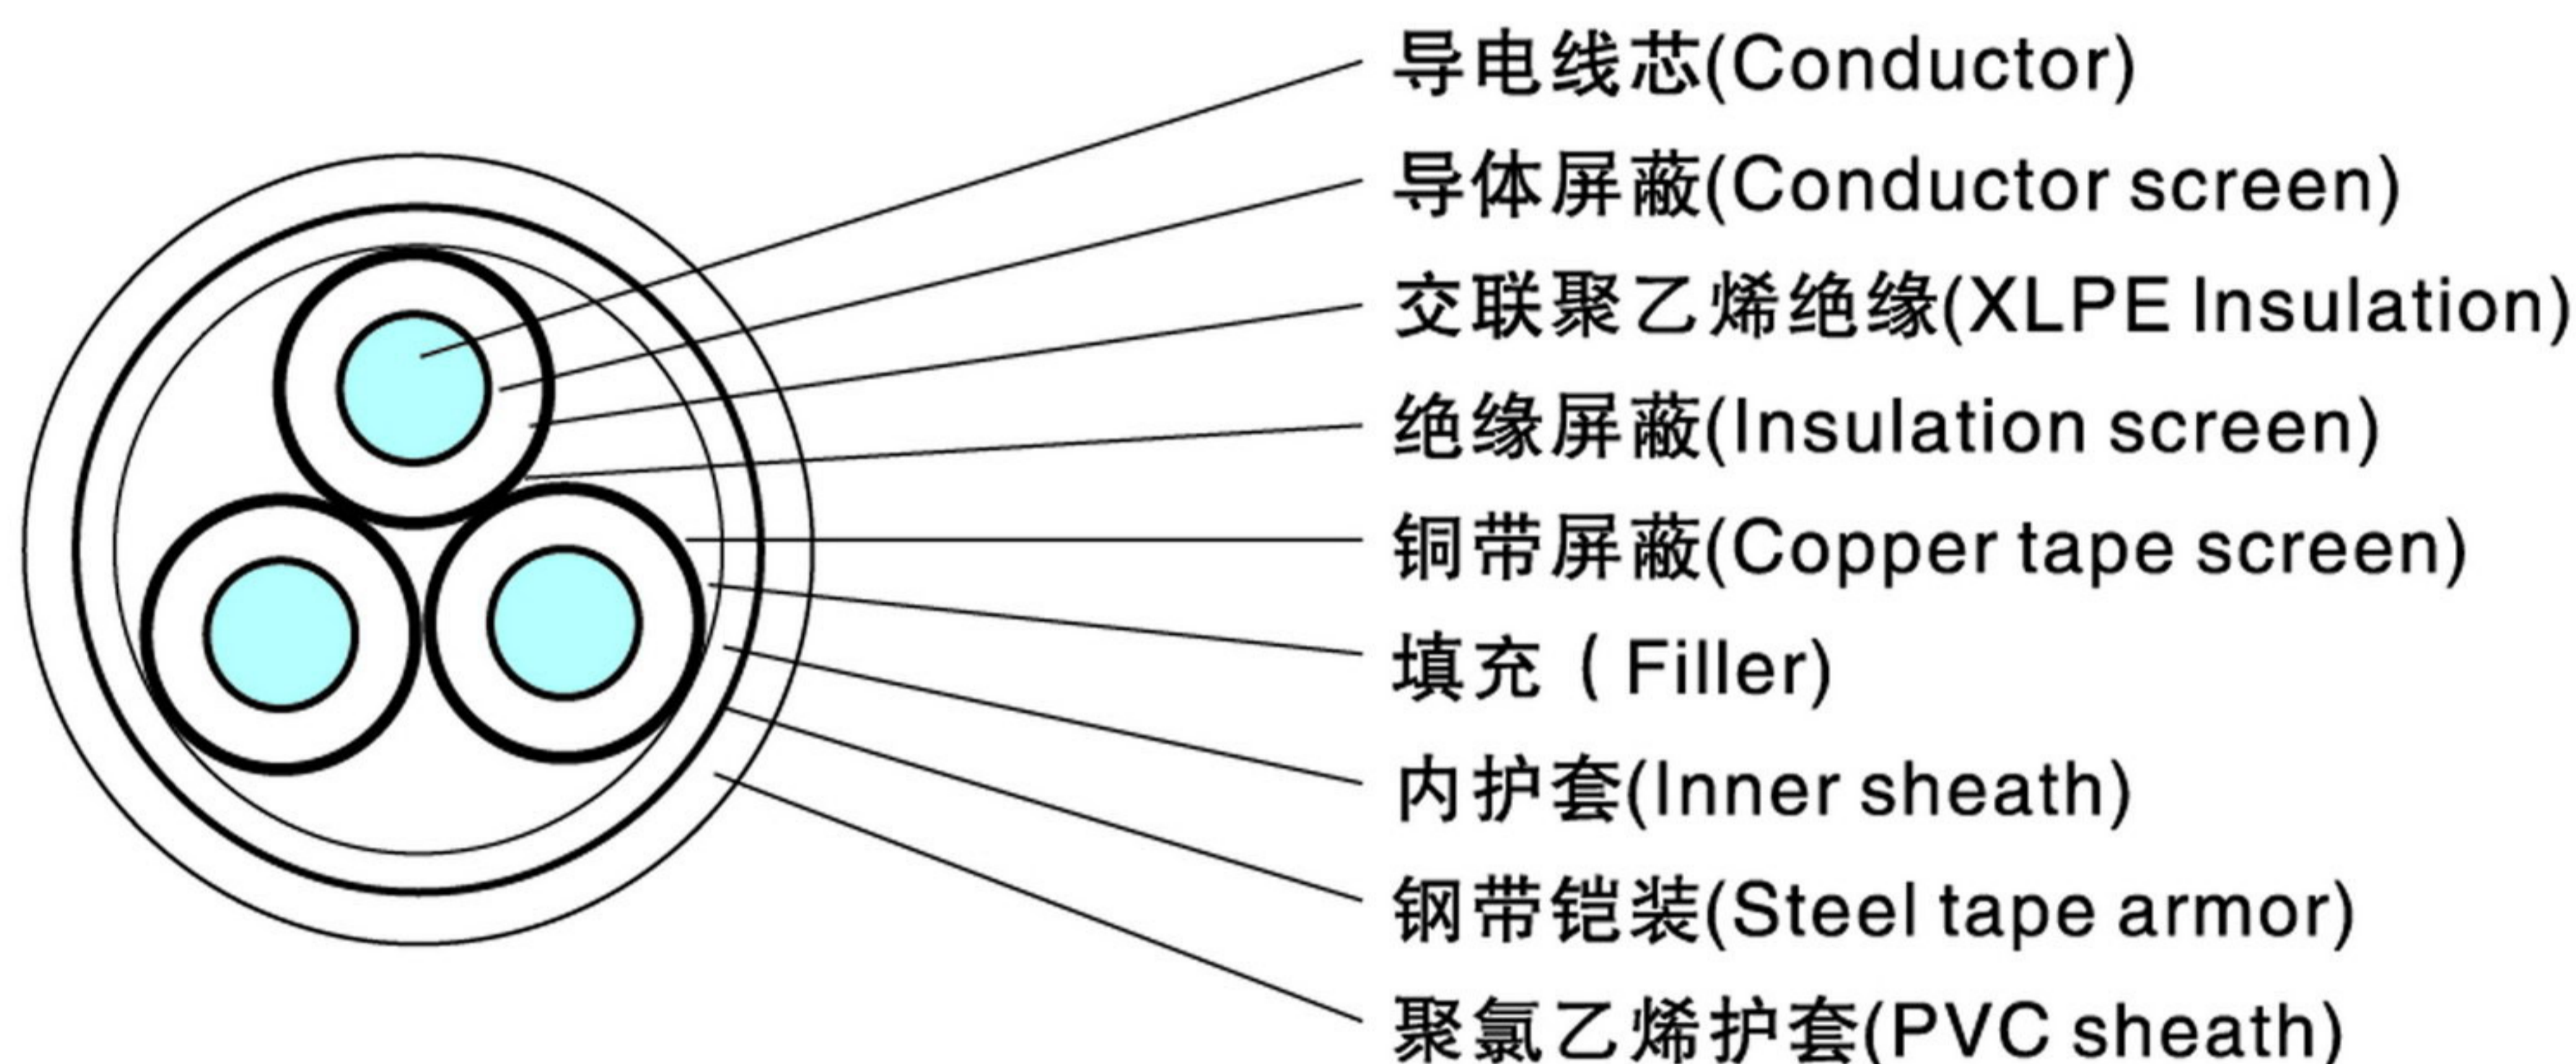 导电线芯(Conductor)
导体屏蔽(Conductor screen)
交联聚乙烯绝缘(XLPE Insulation)
绝缘屏蔽(Insulation screen)
铜带屏蔽(Copper tape screen)
填充（Filler)
内护套(Inner sheath)
钢带铠装(Steel tape armor)
聚氯乙烯护套(PVC sheath)